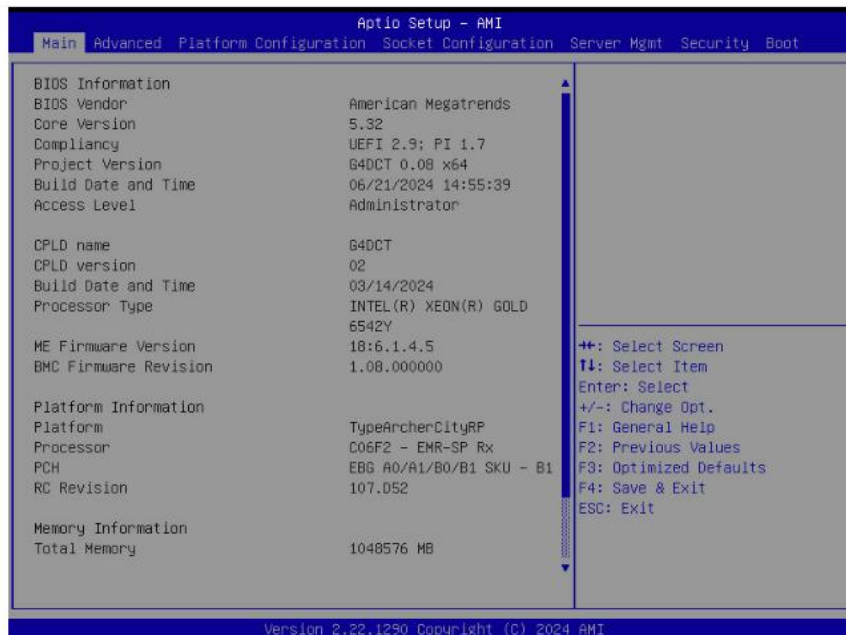 Aptio Setup - AMI
Main Advanced Platform Configuration Socket Configuration Server Mgmt Security Boot
BIOS Information
BIOS Vendor American Megatrends
Core Version 5.32
Compliancy UEFI 2.9; PI 1.7
Project Version G4DCT 0.08 x64
Build Date and Time 06/21/2024 14:55:39
Access Level Administrator
CPLD name G4DCT
CPLD version 02
Build Date and Time 03/14/2024
Processor Type INTEL(R) XEON(R) GOLD
6542Y
ME Firmware Version 18:6.1.4.5
BMC Firmware Revision 1.08.000000
Platform Information
Platform TypeArcherCityRP
Processor C06F2 - EMR-SP Rx
PCH EBG A0/A1/B0/B1 SKU - B1
RC Revision 107.D52
Memory Information
Total Memory 1048576 MB
→←: Select Screen
↑↓: Select Item
Enter: Select
+/-: Change Opt.
F1: General Help
F2: Previous Values
F3: Optimized Defaults
F4: Save & Exit
ESC: Exit
Version 2.22.1290 Copyright (C) 2024 AMI